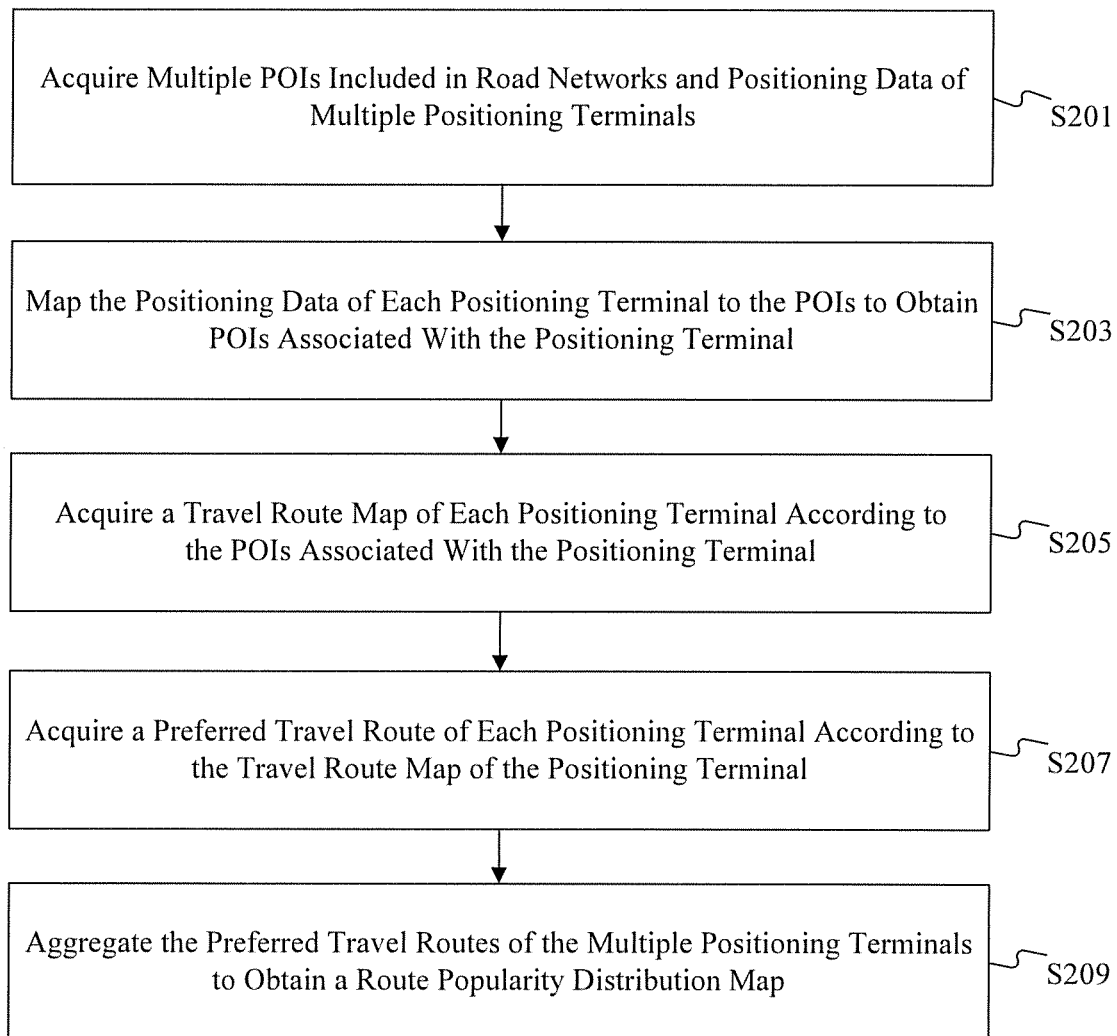 Acquire Multiple POIs Included in Road Networks and Positioning Data of
Multiple Positioning Terminals
S201
Map the Positioning Data of Each Positioning Terminal to the POIs to Obtain
POIs Associated With the Positioning Terminal
S203
Acquire a Travel Route Map of Each Positioning Terminal According to
the POIs Associated With the Positioning Terminal
S205
Acquire a Preferred Travel Route of Each Positioning Terminal According to
the Travel Route Map of the Positioning Terminal
S207
Aggregate the Preferred Travel Routes of the Multiple Positioning Terminals
to Obtain a Route Popularity Distribution Map
S209